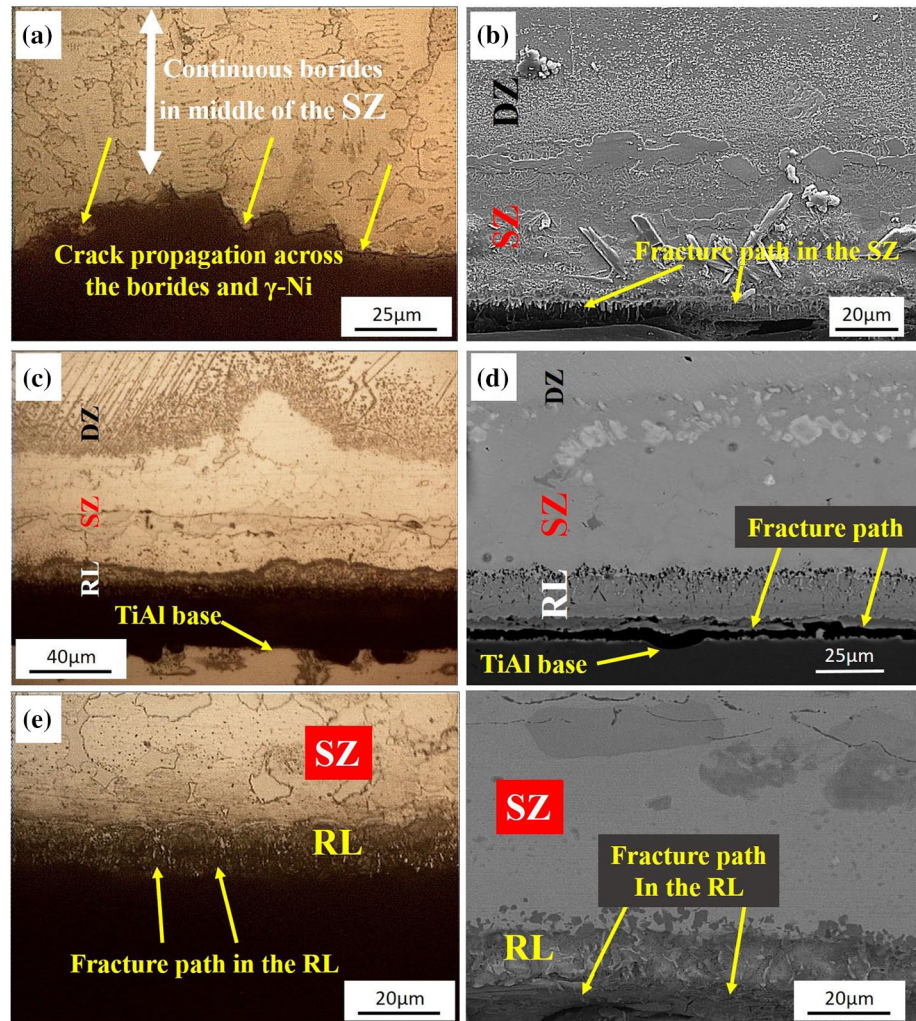 (a)
Continuous borides
in middle of the SZ
Crack propagation across
the borides and γ-Ni
25μm
(b)
DZ
SZ
Fracture path in the SZ
20μm
(c)
DZ
SZ
RL
TiAl base
40μm
(d)
DZ
SZ
Fracture path
RL
TiAl base
25μm
(e)
SZ
RL
Fracture path in the RL
20μm
SZ
Fracture path
In the RL
RL
20μm